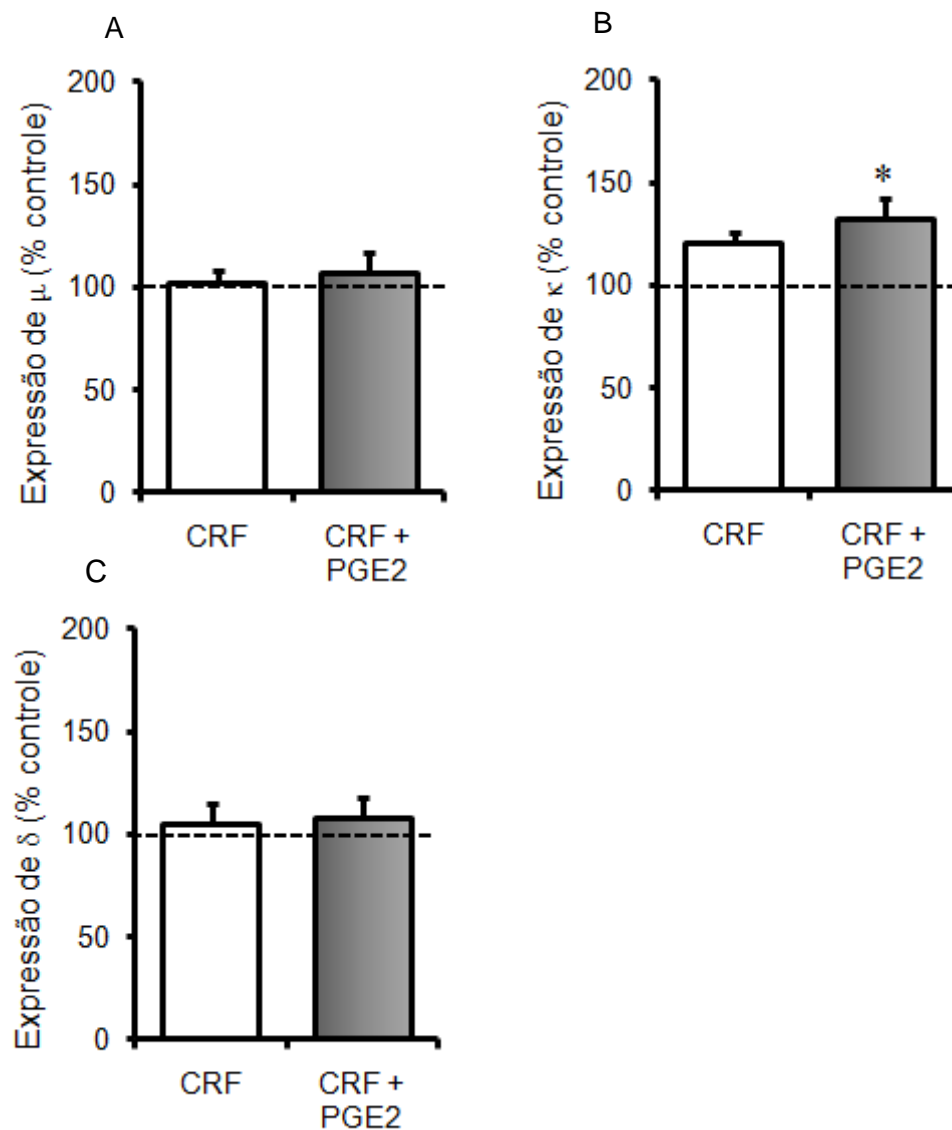 A
Expressão de μ (% controle)
200
150
100
50
0
CRF
CRF +
PGE2
B
Expressão de κ (% controle)
200
150
100
50
0
*
CRF
CRF +
PGE2
C
Expressão de δ (% controle)
200
150
100
50
0
CRF
CRF +
PGE2